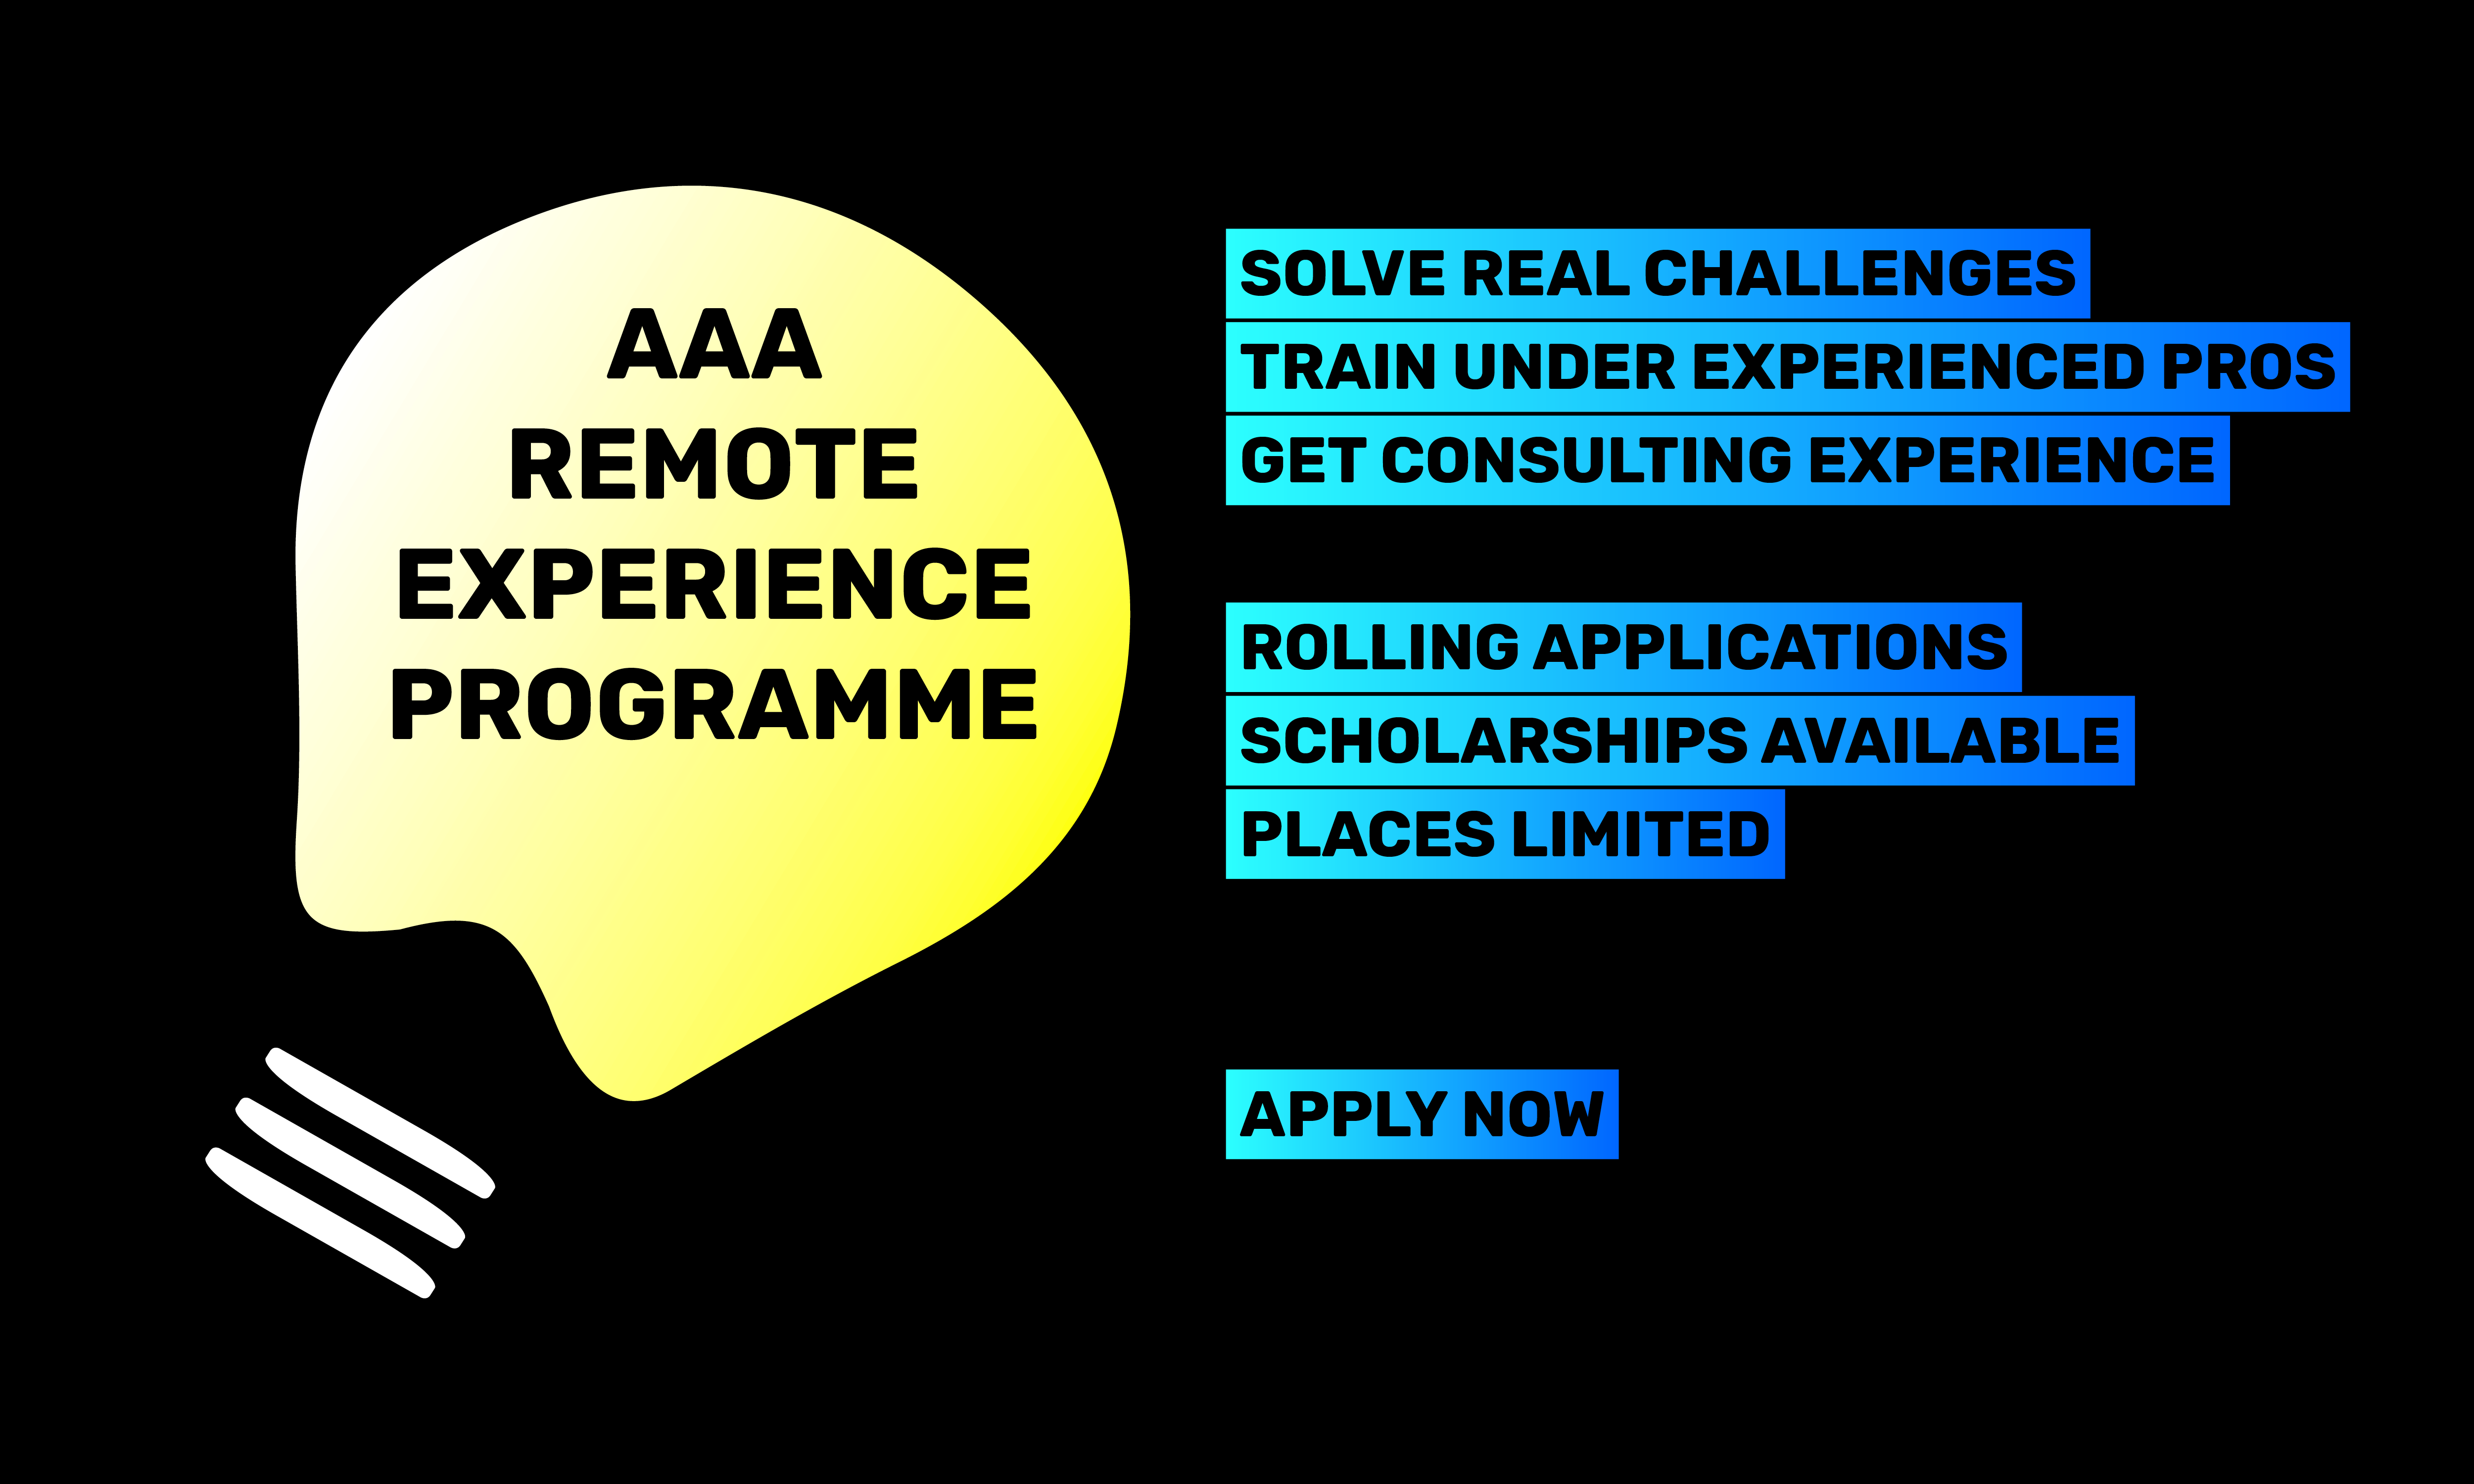 AAA
REMOTE
EXPERIENCE
PROGRAMME
SOLVE REAL CHALLENGES
TRAIN UNDER EXPERIENCED PROS
GET CONSULTING EXPERIENCE
ROLLING APPLICATIONS
SCHOLARSHIPS AVAILABLE
PLACES LIMITED
APPLY NOW